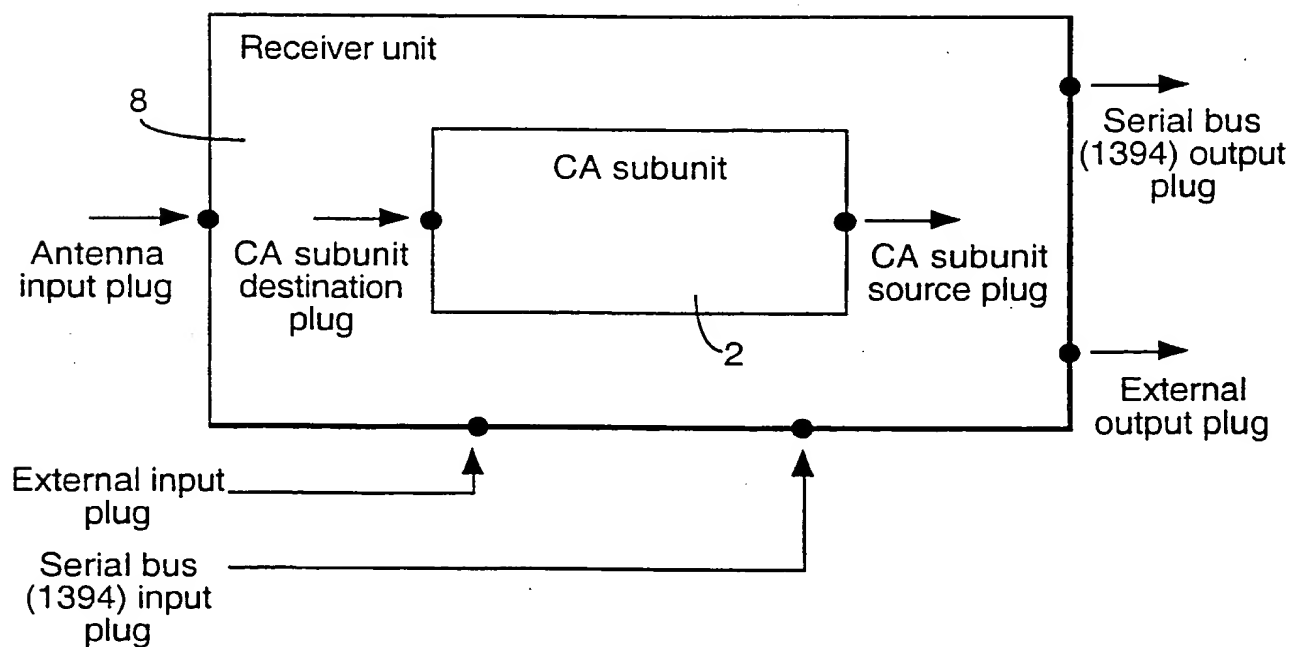 Receiver unit
8
Serial bus
(1394) output
plug
CA subunit
Antenna
input plug
CA subunit
destination
plug
CA subunit
source plug
2
External
output plug
External input
plug
Serial bus
(1394) input
plug